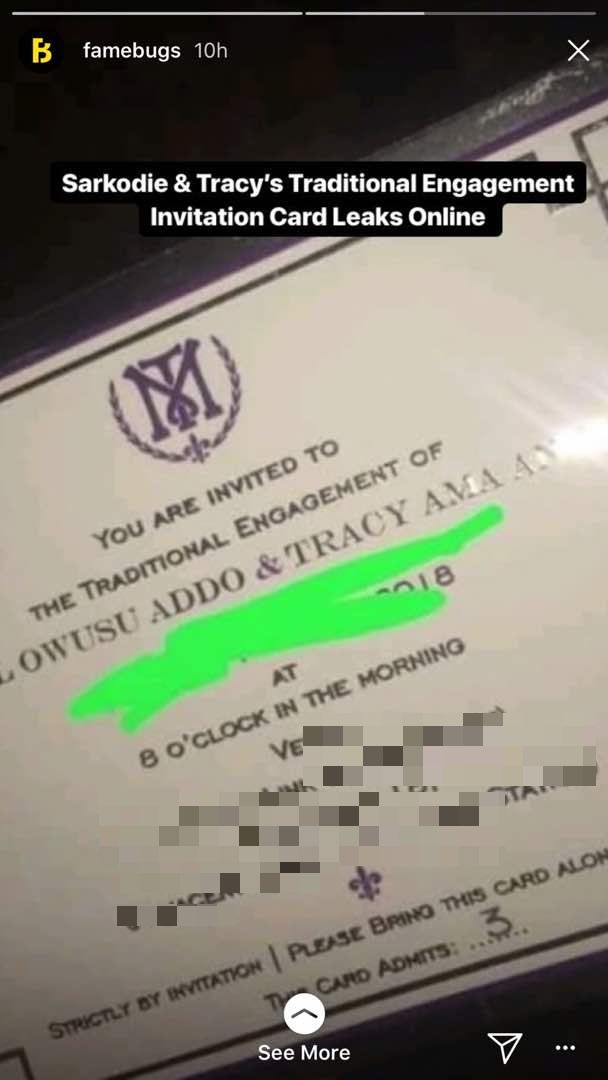 famebugs 10h
Sarkodie & Tracy's Traditional Engagement
Invitation Card Leaks Online
YOU ARE INVITED TO
THE TRADITIONAL ENGAGEMENT OF
OWUSU ADDO & TRACY AMA
2018
AT
8 O'CLOCK IN THE MORNING
STRICTLY BY INVITATION | PLEASE BRING THIS CARD ALON
THIS CARD ADMITS: ...3...
See More